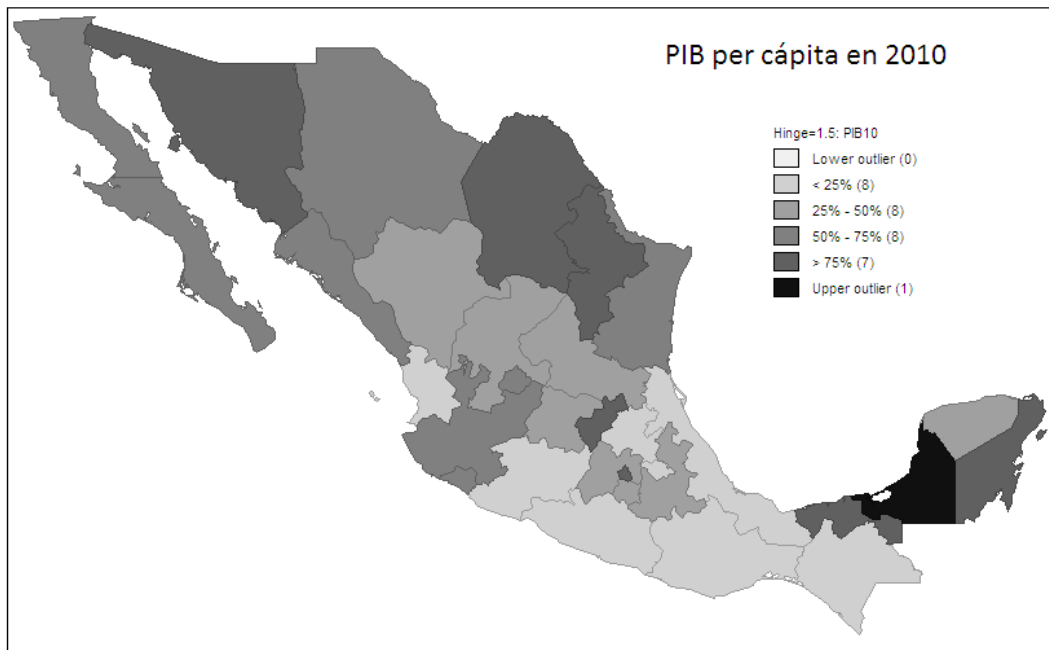 PIB per cápita en 2010
Hinge=1.5: PIB10
Lower outlier (0)
< 25% (8)
25% - 50% (8)
50% - 75% (8)
> 75% (7)
Upper outlier (1)